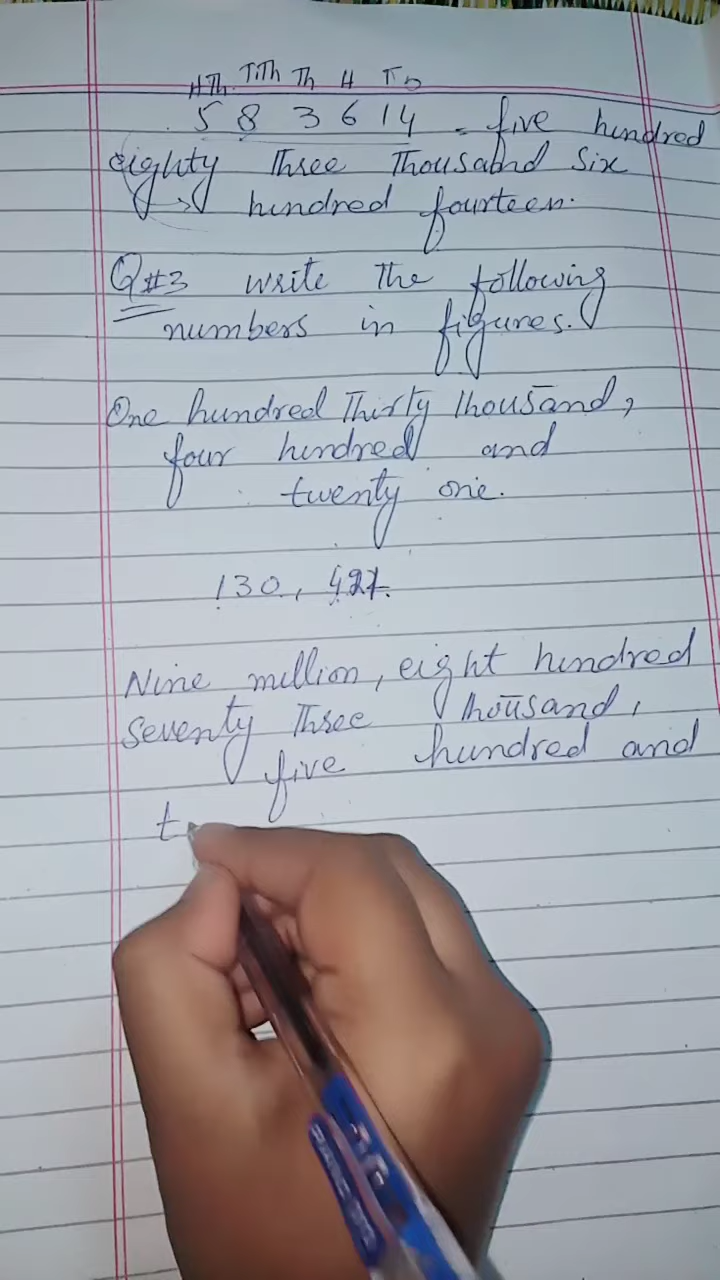 HTh TTh Th H T O
5 8 3 6 14 = five hundred
eighty three thousand six
hundred fourteen.
Q#3 write the following
numbers in figures.
One hundred Thirty thousand,
four hundred and
twenty one.
130, 421.
Nine million, eight hundred
seventy three thousand,
five hundred and
t